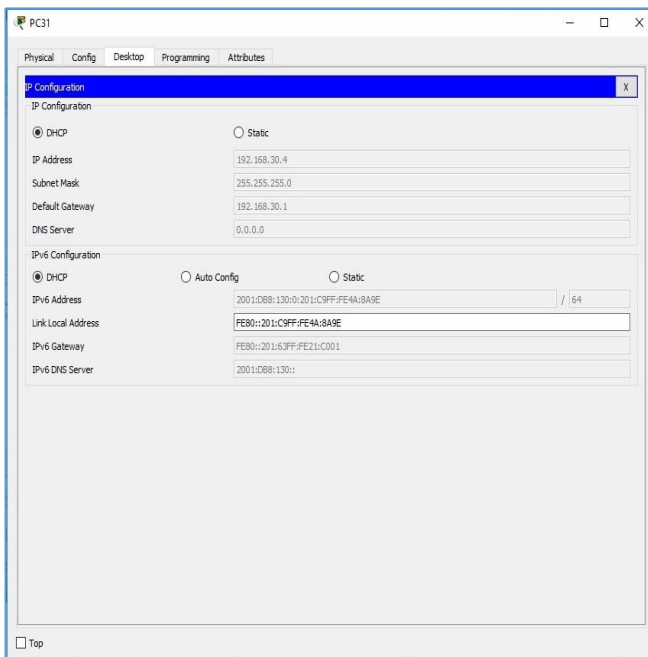 PC31
Physical Config Desktop Programming Attributes
IP Configuration X
IP Configuration
DHCP Static
IP Address 192.168.30.4
Subnet Mask 255.255.255.0
Default Gateway 192.168.30.1
DNS Server 0.0.0.0
IPv6 Configuration
DHCP Auto Config Static
IPv6 Address 2001:DB8:130:0:201:C9FF:FE4A:8A9E / 64
Link Local Address FE80::201:C9FF:FE4A:8A9E
IPv6 Gateway FE80::201:63FF:FE21:C001
IPv6 DNS Server 2001:DB8:130::
Top